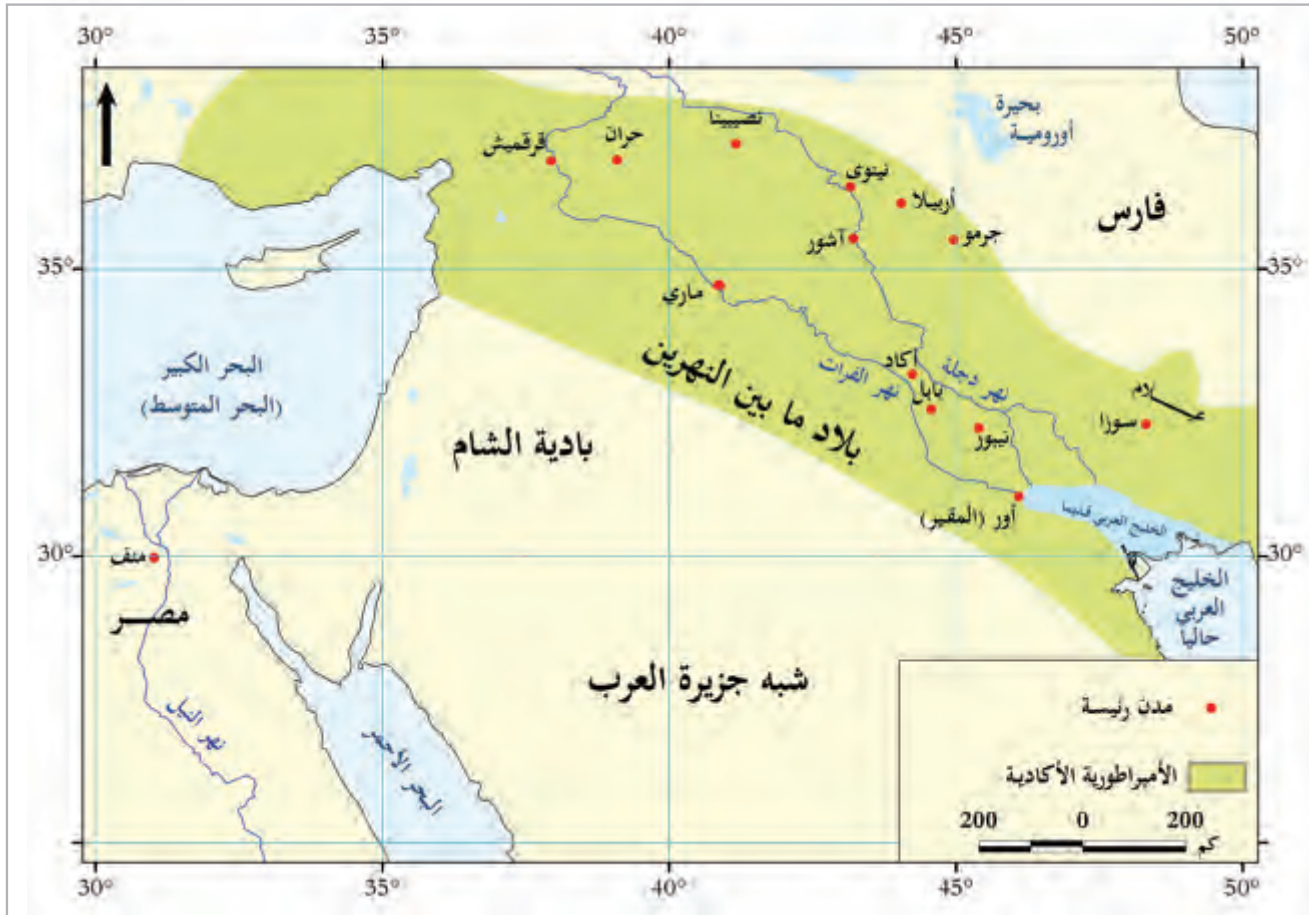 30° 35° 40° 45° 50°
بحيرة
أورومية
نصيبينا
حران
قرقميش
نينوى
أربيلا
فارس
جرمو
آشور
35° 35°
ماري
البحر الكبير
(البحر المتوسط)
بلاد ما بين النهرين
نهر الفرات
نهر دجلة
أكاد
بابل
نيبور
عيلام
سوزا
بادية الشام
أور (المقير)
الخليج العربي قديما
30° 30°
منف
مصر
الخليج
العربي
حاليا
شبه جزيرة العرب
نهر النيل
البحر الأحمر
مدن رئيسة
الأمبراطورية الأكادية
200 0 200
كم
30° 35° 40° 45° 50°